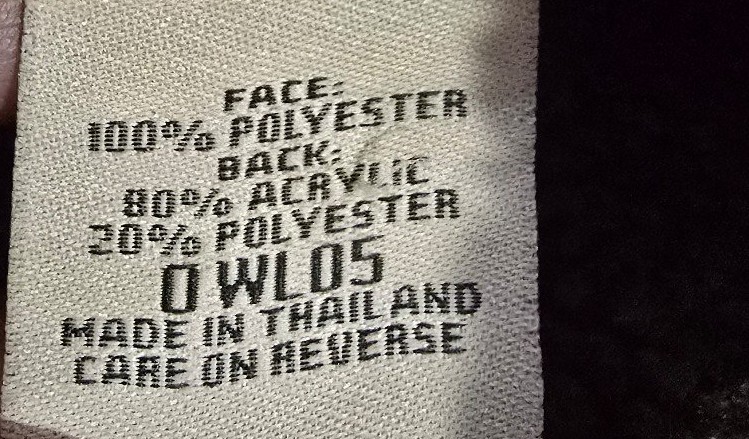 FACE:
100% POLYESTER
BACK:
80% ACRYLIC
20% POLYESTER
0 WL05
MADE IN THAILAND
CARE ON REVERSE